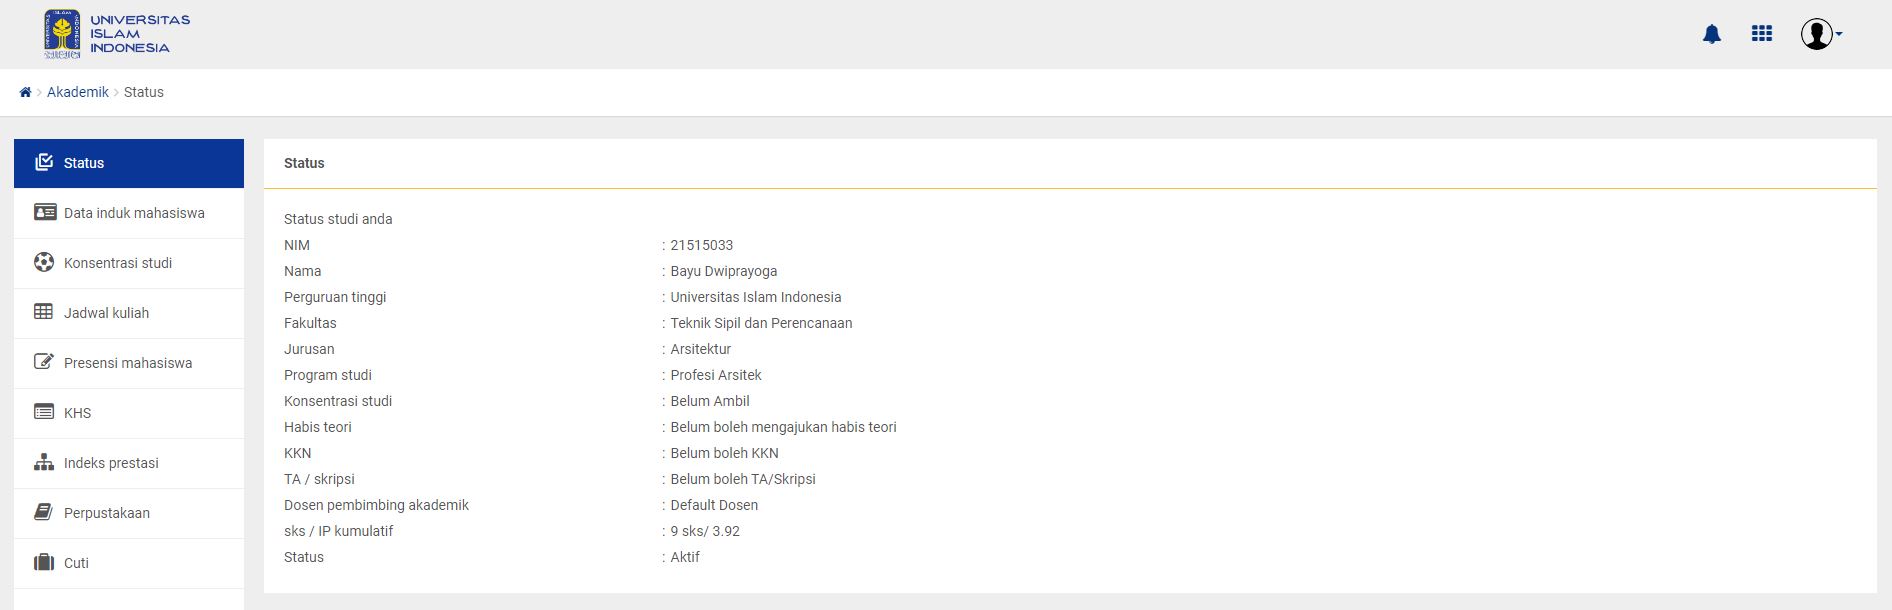 UNIVERSITAS
ISLAM
INDONESIA
Akademik > Status
Status
Data induk mahasiswa
Konsentrasi studi
Jadwal kuliah
Presensi mahasiswa
KHS
Indeks prestasi
Perpustakaan
Cuti
Status
Status studi anda
NIM : 21515033
Nama : Bayu Dwiprayoga
Perguruan tinggi : Universitas Islam Indonesia
Fakultas : Teknik Sipil dan Perencanaan
Jurusan : Arsitektur
Program studi : Profesi Arsitek
Konsentrasi studi : Belum Ambil
Habis teori : Belum boleh mengajukan habis teori
KKN : Belum boleh KKN
TA / skripsi : Belum boleh TA/Skripsi
Dosen pembimbing akademik : Default Dosen
sks / IP kumulatif : 9 sks/ 3.92
Status : Aktif